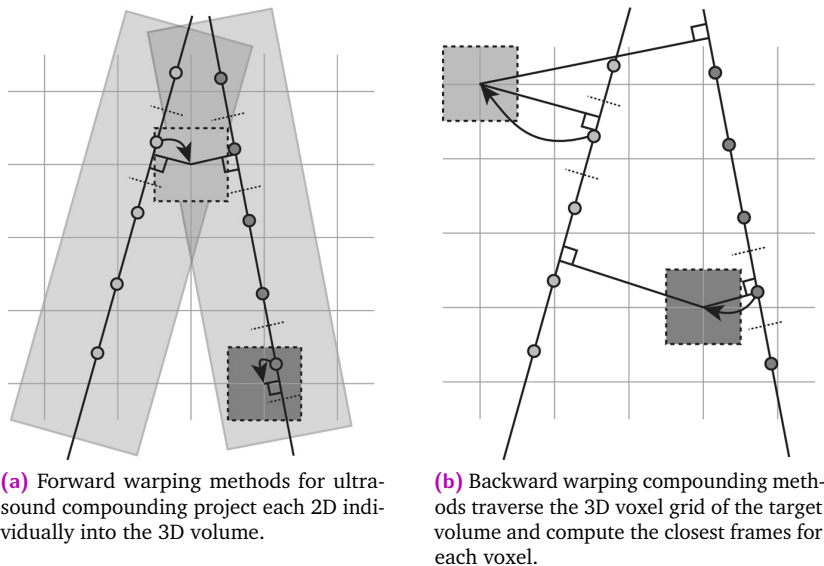 (a) Forward warping methods for ultra-
sound compounding project each 2D indi-
vidually into the 3D volume.
(b) Backward warping compounding meth-
ods traverse the 3D voxel grid of the target
volume and compute the closest frames for
each voxel.